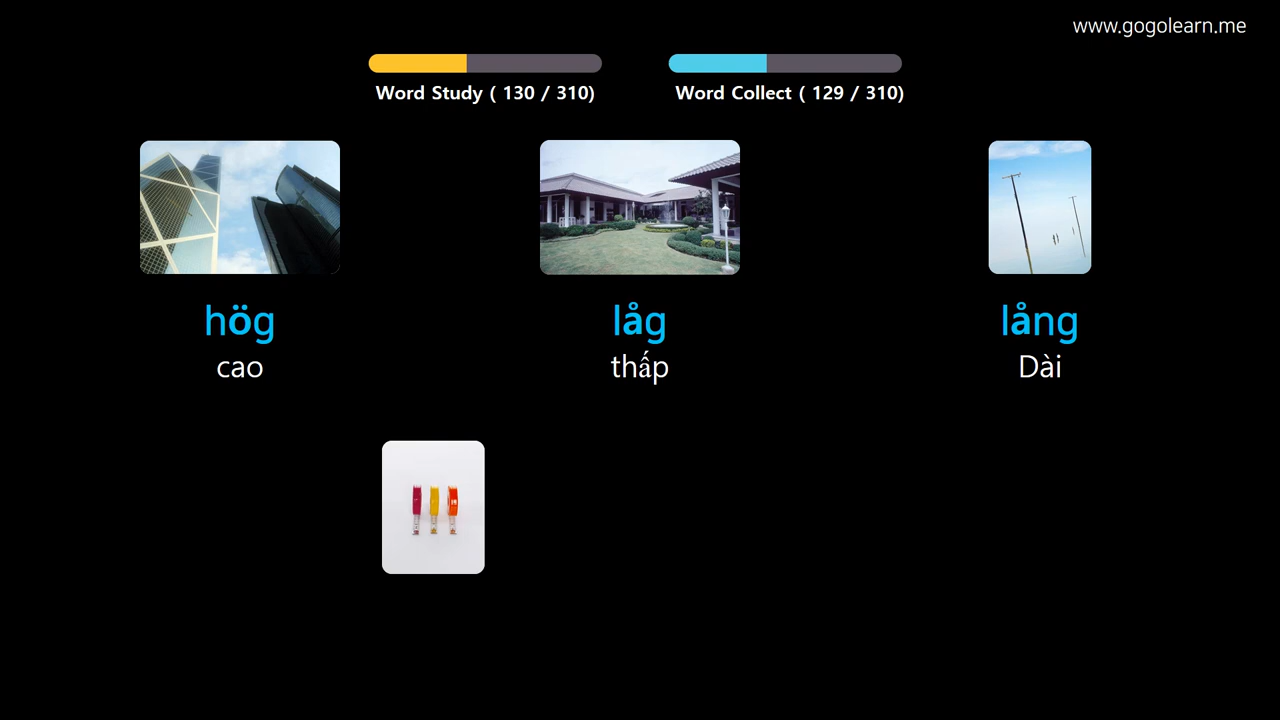 www.gogolearn.me
Word Study ( 130 / 310)
Word Collect ( 129 / 310)
hög
låg
lång
cao
thấp
Dài